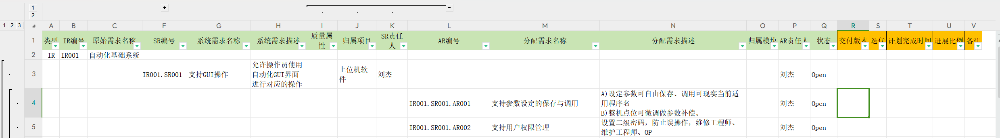 1
2
1 2 3
A B C F G H I J K L M N O P Q R S T U V
1 类型 IR编号 原始需求名称 SR编号 系统需求名称 系统需求描述 质量属性 归属项目 SR责任人 AR编号 分配需求名称 分配需求描述 归属模块 AR责任人 状态 交付版本 迭代 计划完成时间 进展比例 备注
2 IR IR001 自动化基础系统
3 IR001.SR001 支持GUI操作 允许操作员使用
自动化GUI界面
进行对应的操作
上位机软
件
刘杰 刘杰 Open
4 IR001.SR001.AR001 支持参数设定的保存与调用 A)设定参数可自由保存、调用可现实当前适
用程序名
B)整机点位可微调做参数补偿。
刘杰 Open
5 IR001.SR001.AR002 支持用户权限管理 设置二级密码，防止误操作，维修工程师、
维护工程师、OP
刘杰 Open